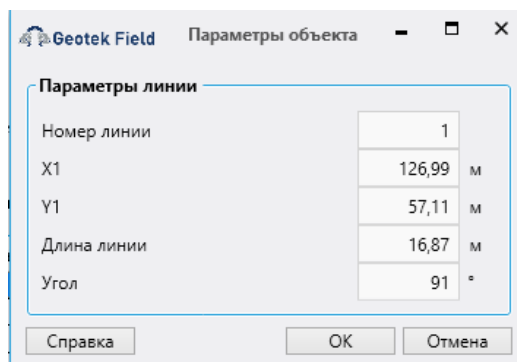 Geotek Field Параметры объекта
Параметры линии
Номер линии 1
X1 126,99 м
Y1 57,11 м
Длина линии 16,87 м
Угол 91 °
Справка ОК Отмена